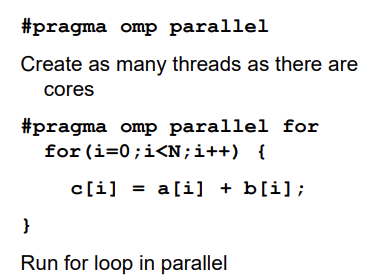 #pragma omp parallel
Create as many threads as there are
cores
#pragma omp parallel for
for(i=0;i<N;i++) {
c[i] = a[i] + b[i];
}
Run for loop in parallel